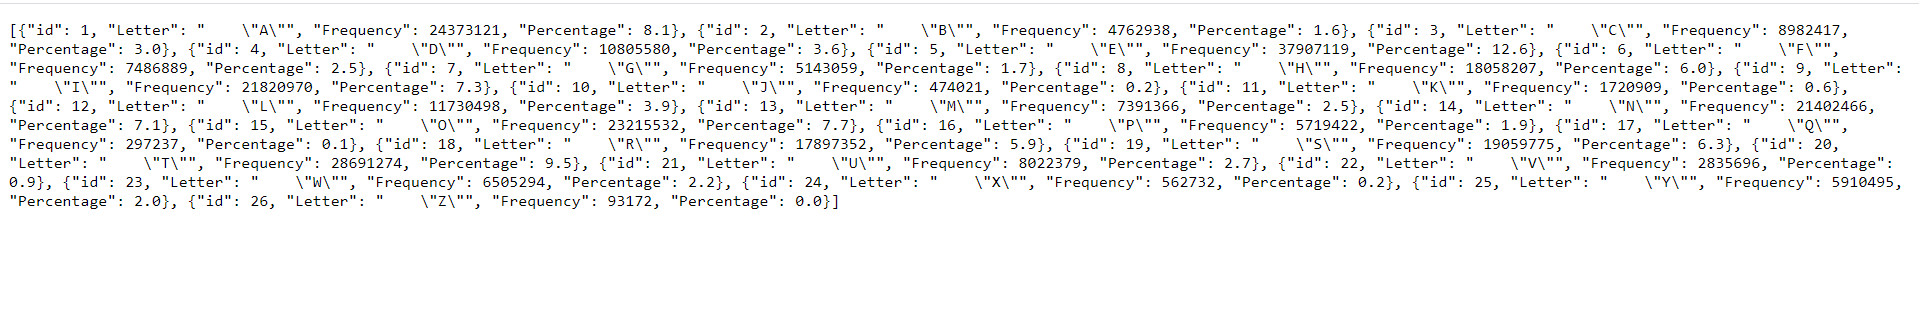 [{"id": 1, "Letter": "    \"A\"", "Frequency": 24373121, "Percentage": 8.1}, {"id": 2, "Letter": "    \"B\"", "Frequency": 4762938, "Percentage": 1.6}, {"id": 3, "Letter": "    \"C\"", "Frequency": 8982417,
"Percentage": 3.0}, {"id": 4, "Letter": "    \"D\"", "Frequency": 10805580, "Percentage": 3.6}, {"id": 5, "Letter": "    \"E\"", "Frequency": 37907119, "Percentage": 12.6}, {"id": 6, "Letter": "    \"F\"",
"Frequency": 7486889, "Percentage": 2.5}, {"id": 7, "Letter": "    \"G\"", "Frequency": 5143059, "Percentage": 1.7}, {"id": 8, "Letter": "    \"H\"", "Frequency": 18058207, "Percentage": 6.0}, {"id": 9, "Letter":
"    \"I\"", "Frequency": 21820970, "Percentage": 7.3}, {"id": 10, "Letter": "    \"J\"", "Frequency": 474021, "Percentage": 0.2}, {"id": 11, "Letter": "    \"K\"", "Frequency": 1720909, "Percentage": 0.6},
{"id": 12, "Letter": "    \"L\"", "Frequency": 11730498, "Percentage": 3.9}, {"id": 13, "Letter": "    \"M\"", "Frequency": 7391366, "Percentage": 2.5}, {"id": 14, "Letter": "    \"N\"", "Frequency": 21402466,
"Percentage": 7.1}, {"id": 15, "Letter": "    \"O\"", "Frequency": 23215532, "Percentage": 7.7}, {"id": 16, "Letter": "    \"P\"", "Frequency": 5719422, "Percentage": 1.9}, {"id": 17, "Letter": "    \"Q\"",
"Frequency": 297237, "Percentage": 0.1}, {"id": 18, "Letter": "    \"R\"", "Frequency": 17897352, "Percentage": 5.9}, {"id": 19, "Letter": "    \"S\"", "Frequency": 19059775, "Percentage": 6.3}, {"id": 20,
"Letter": "    \"T\"", "Frequency": 28691274, "Percentage": 9.5}, {"id": 21, "Letter": "    \"U\"", "Frequency": 8022379, "Percentage": 2.7}, {"id": 22, "Letter": "    \"V\"", "Frequency": 2835696, "Percentage":
0.9}, {"id": 23, "Letter": "    \"W\"", "Frequency": 6505294, "Percentage": 2.2}, {"id": 24, "Letter": "    \"X\"", "Frequency": 562732, "Percentage": 0.2}, {"id": 25, "Letter": "    \"Y\"", "Frequency": 5910495,
"Percentage": 2.0}, {"id": 26, "Letter": "    \"Z\"", "Frequency": 93172, "Percentage": 0.0}]